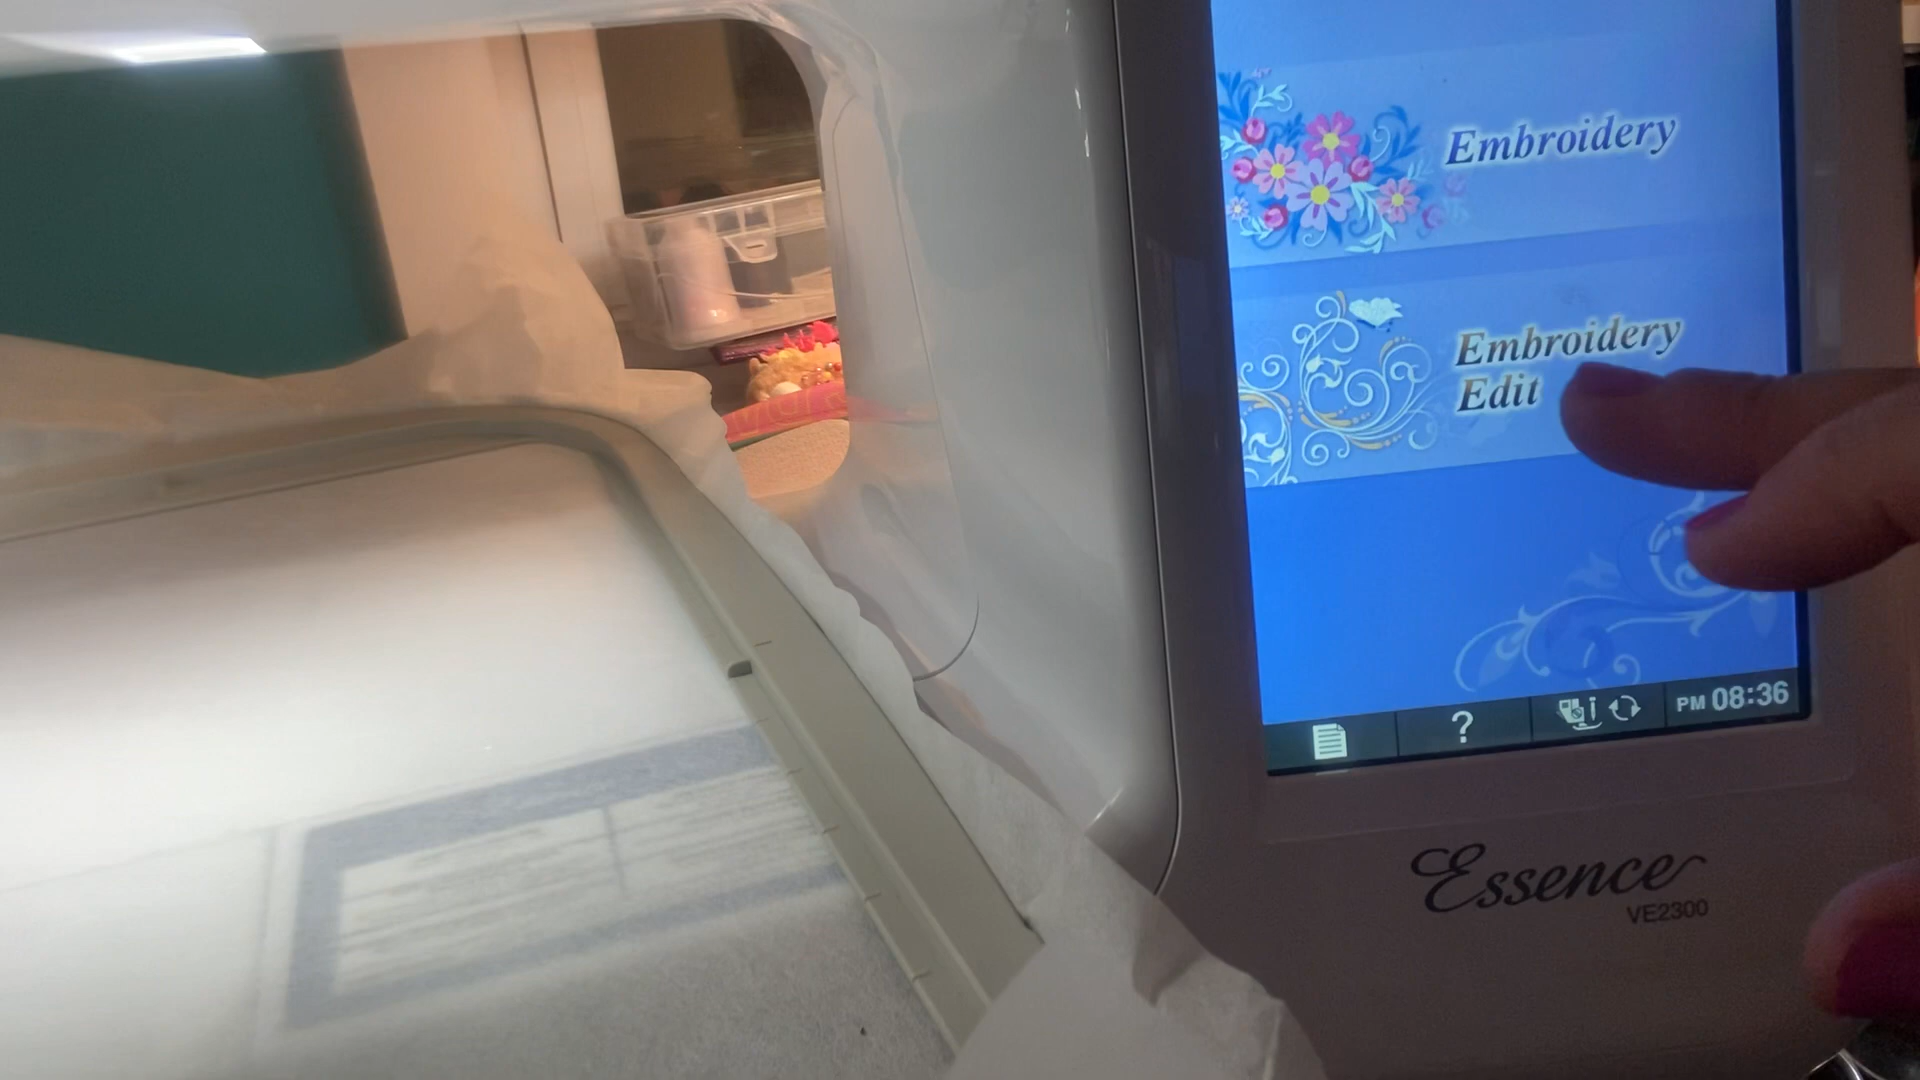 Embroidery
Embroidery
Edit
?
PM 08:36
Essence
VE2300